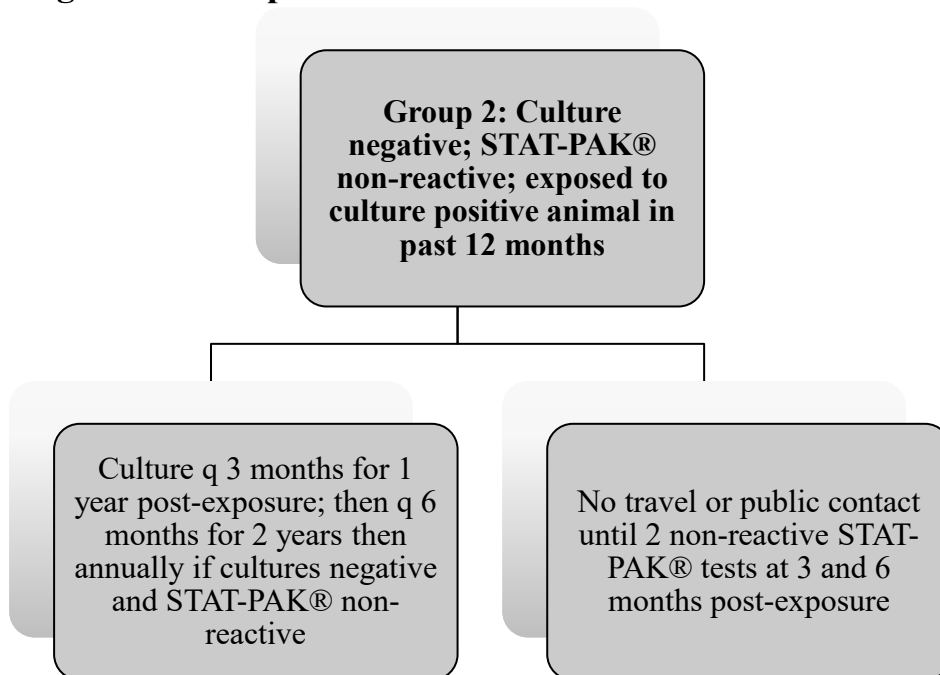 Group 2: Culture
negative; STAT-PAK®
non-reactive; exposed to
culture positive animal in
past 12 months
Culture q 3 months for 1
year post-exposure; then q 6
months for 2 years then
annually if cultures negative
and STAT-PAK® non-
reactive
No travel or public contact
until 2 non-reactive STAT-
PAK® tests at 3 and 6
months post-exposure